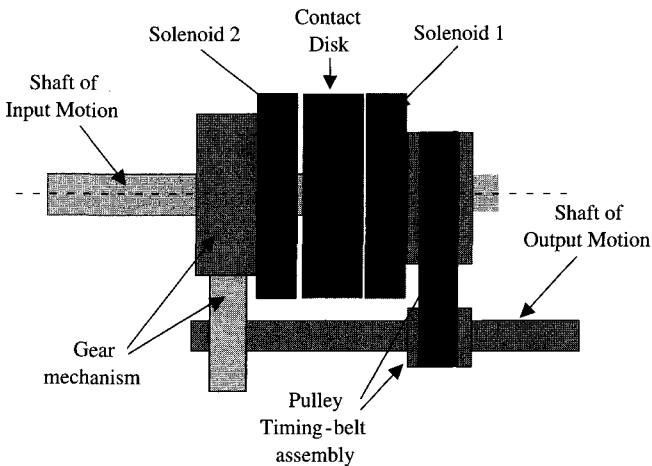 Contact
Disk
Solenoid 2
Solenoid 1
Shaft of
Input Motion
Shaft of
Output Motion
Gear
mechanism
Pulley
Timing-belt
assembly